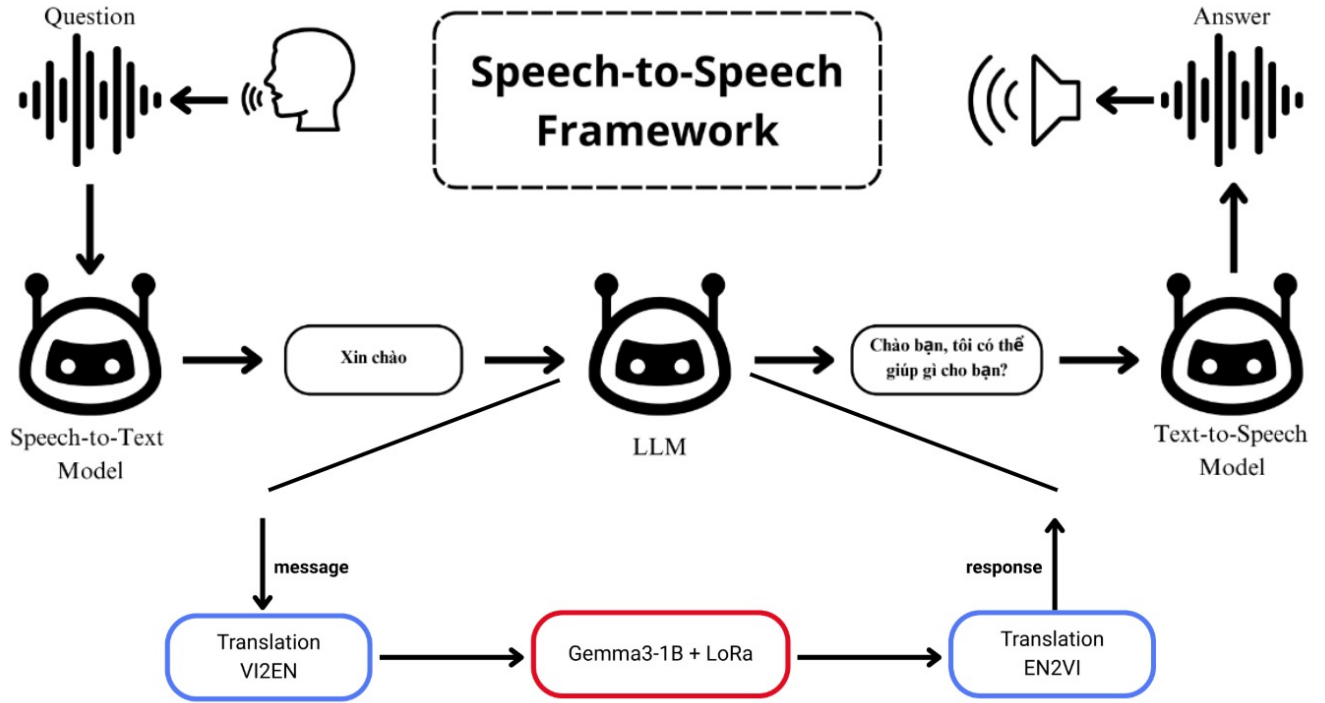 Question
Speech-to-Speech
Framework
Answer
Xin chào
Chào bạn, tôi có thể
giúp gì cho bạn?
Speech-to-Text
Model
LLM
Text-to-Speech
Model
message
response
Translation
VI2EN
Gemma3-1B + LoRa
Translation
EN2VI